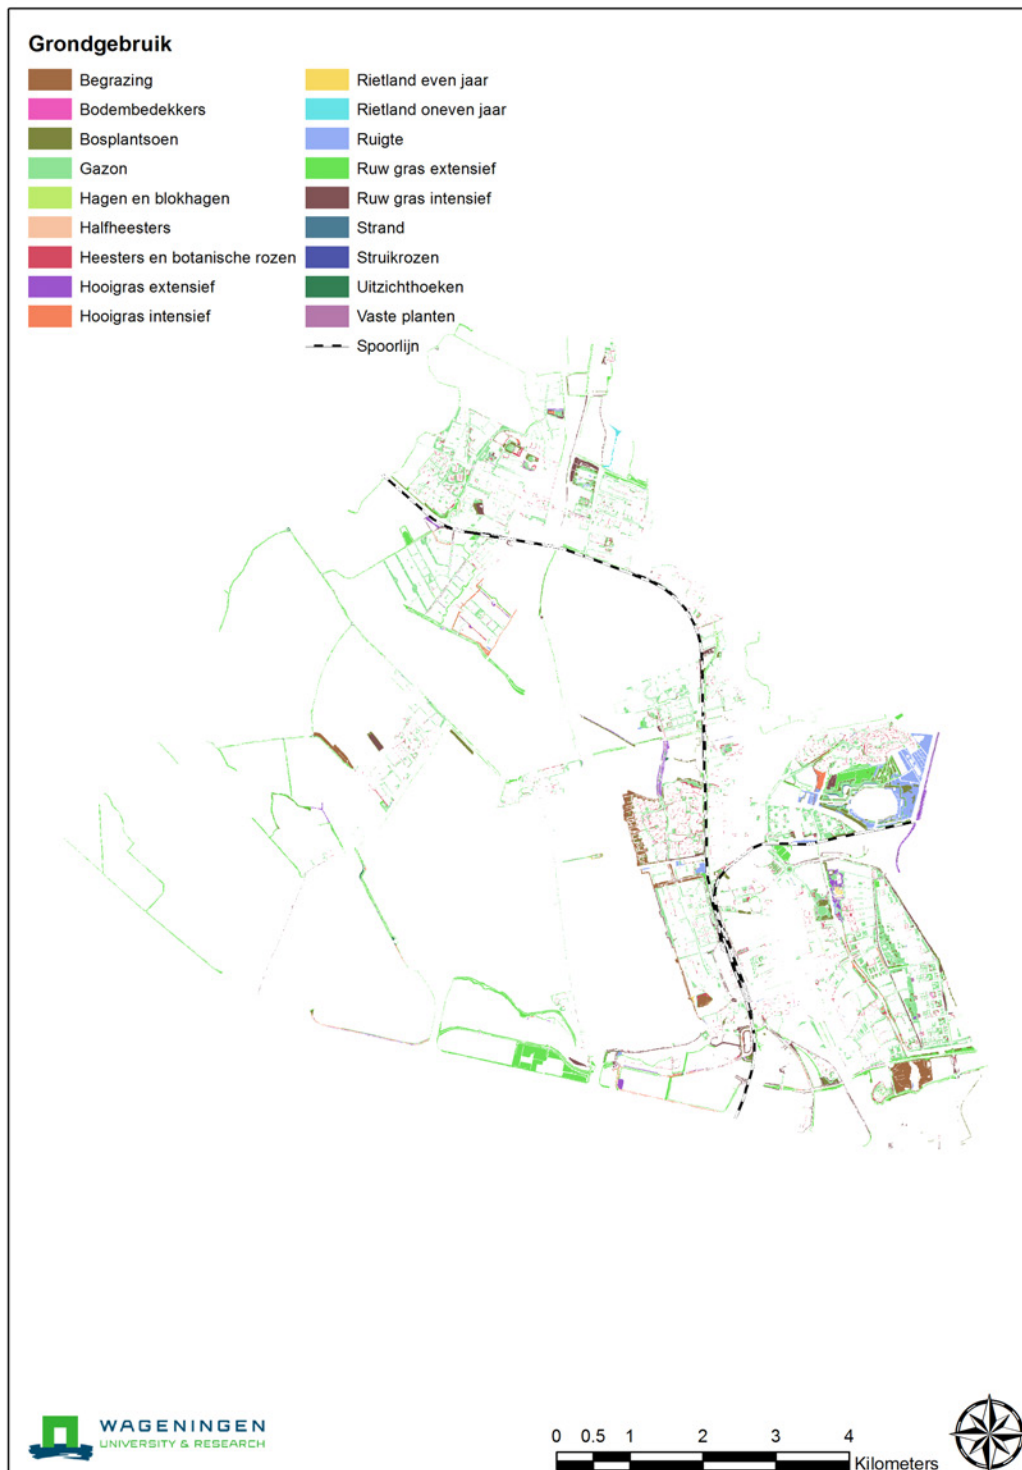 Grondgebruik
Begrazing
Bodembedekkers
Bosplantsoen
Gazon
Hagen en blokhagen
Halfheesters
Heesters en botanische rozen
Hooigras extensief
Hooigras intensief
Rietland even jaar
Rietland oneven jaar
Ruigte
Ruw gras extensief
Ruw gras intensief
Strand
Struikrozen
Uitzichthoeken
Vaste planten
Spoorlijn
WAGENINGEN
UNIVERSITY & RESEARCH
0 0.5 1 2 3 4
Kilometers